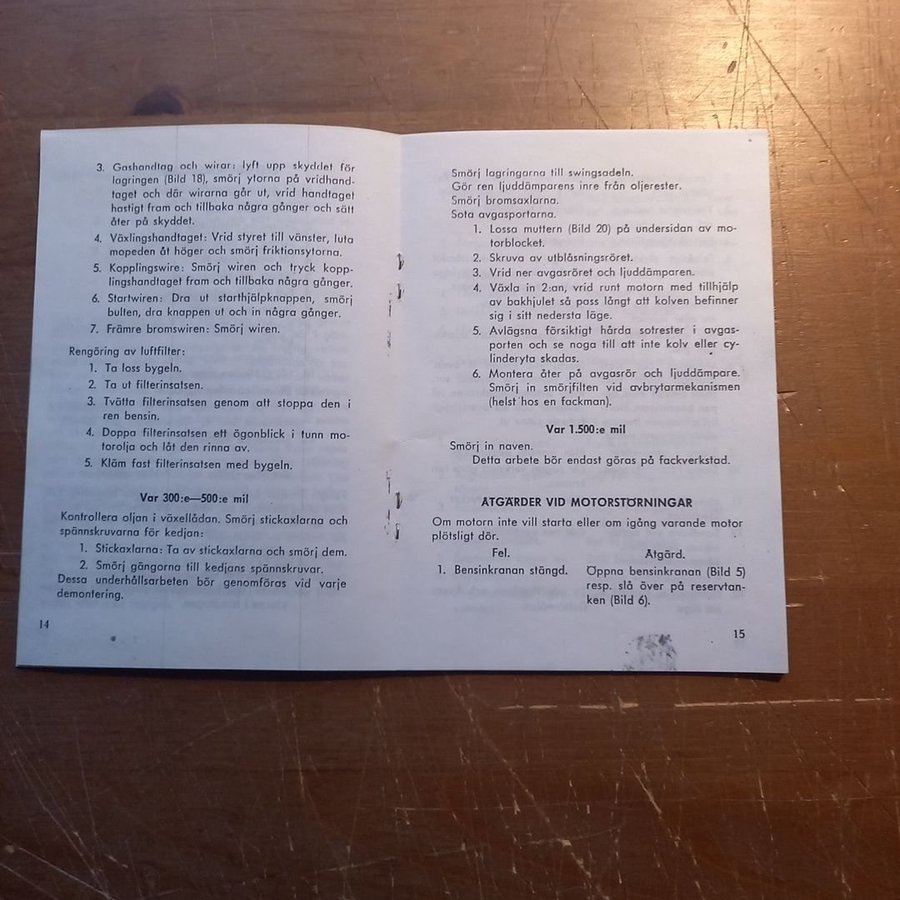 3. Gashandtag och wirar: lyft upp skyddet för
lagringen (Bild 18), smörj ytorna på vridhand-
taget och där wirarna går ut, vrid handtaget
hastigt fram och tillbaka några gånger och sätt
åter på skyddet.
4. Växlingshandtaget: Vrid styret till vänster, luta
mopeden åt höger och smörj friktionsytorna.
5. Kopplingswire: Smörj wiren och tryck kopp-
lingshandtaget fram och tillbaka några gånger.
6. Startwiren: Dra ut starthjälpknappen, smörj
bulten, dra knappen ut och in några gånger.
7. Främre bromswiren: Smörj wiren.
Rengöring av luftfilter:
1. Ta loss bygeln.
2. Ta ut filterinsatsen.
3. Tvätta filterinsatsen genom att stoppa den i
ren bensin.
4. Doppa filterinsatsen ett ögonblick i tunn mo-
torolja och låt den rinna av.
5. Kläm fast filterinsatsen med bygeln.
Var 300:e—500:e mil
Kontrollera oljan i växellådan. Smörj stickaxlarna och
spännskruvarna för kedjan:
1. Stickaxlarna: Ta av stickaxlarna och smörj dem.
2. Smörj gängorna till kedjans spännskruvar.
Dessa underhållsarbeten bör genomföras vid varje
demontering.
14
Smörj lagringarna till swingsadeln.
Gör ren ljuddämparens inre från oljerester.
Smörj bromsaxlarna.
Sota avgasportarna.
1. Lossa muttern (Bild 20) på undersidan av mo-
torblocket.
2. Skruva av utblåsningsröret.
3. Vrid ner avgasröret och ljuddämparen.
4. Växla in 2:an, vrid runt motorn med tillhjälp
av bakhjulet så pass långt att kolven befinner
sig i sitt nedersta läge.
5. Avlägsna försiktigt hårda sotrester i avgas-
porten och se noga till att inte kolv eller cy-
linderyta skadas.
6. Montera åter på avgasrör och ljuddämpare.
Smörj in smörjfilten vid avbrytarmekanismen
(helst hos en fackman).
Var 1.500:e mil
Smörj in naven.
Detta arbete bör endast göras på fackverkstad.
ÅTGÄRDER VID MOTORSTÖRNINGAR
Om motorn inte vill starta eller om igång varande motor
plötsligt dör.
Fel. Åtgärd.
1. Bensinkranan stängd. Öppna bensinkranan (Bild 5)
resp. slå över på reservtan-
ken (Bild 6).
15